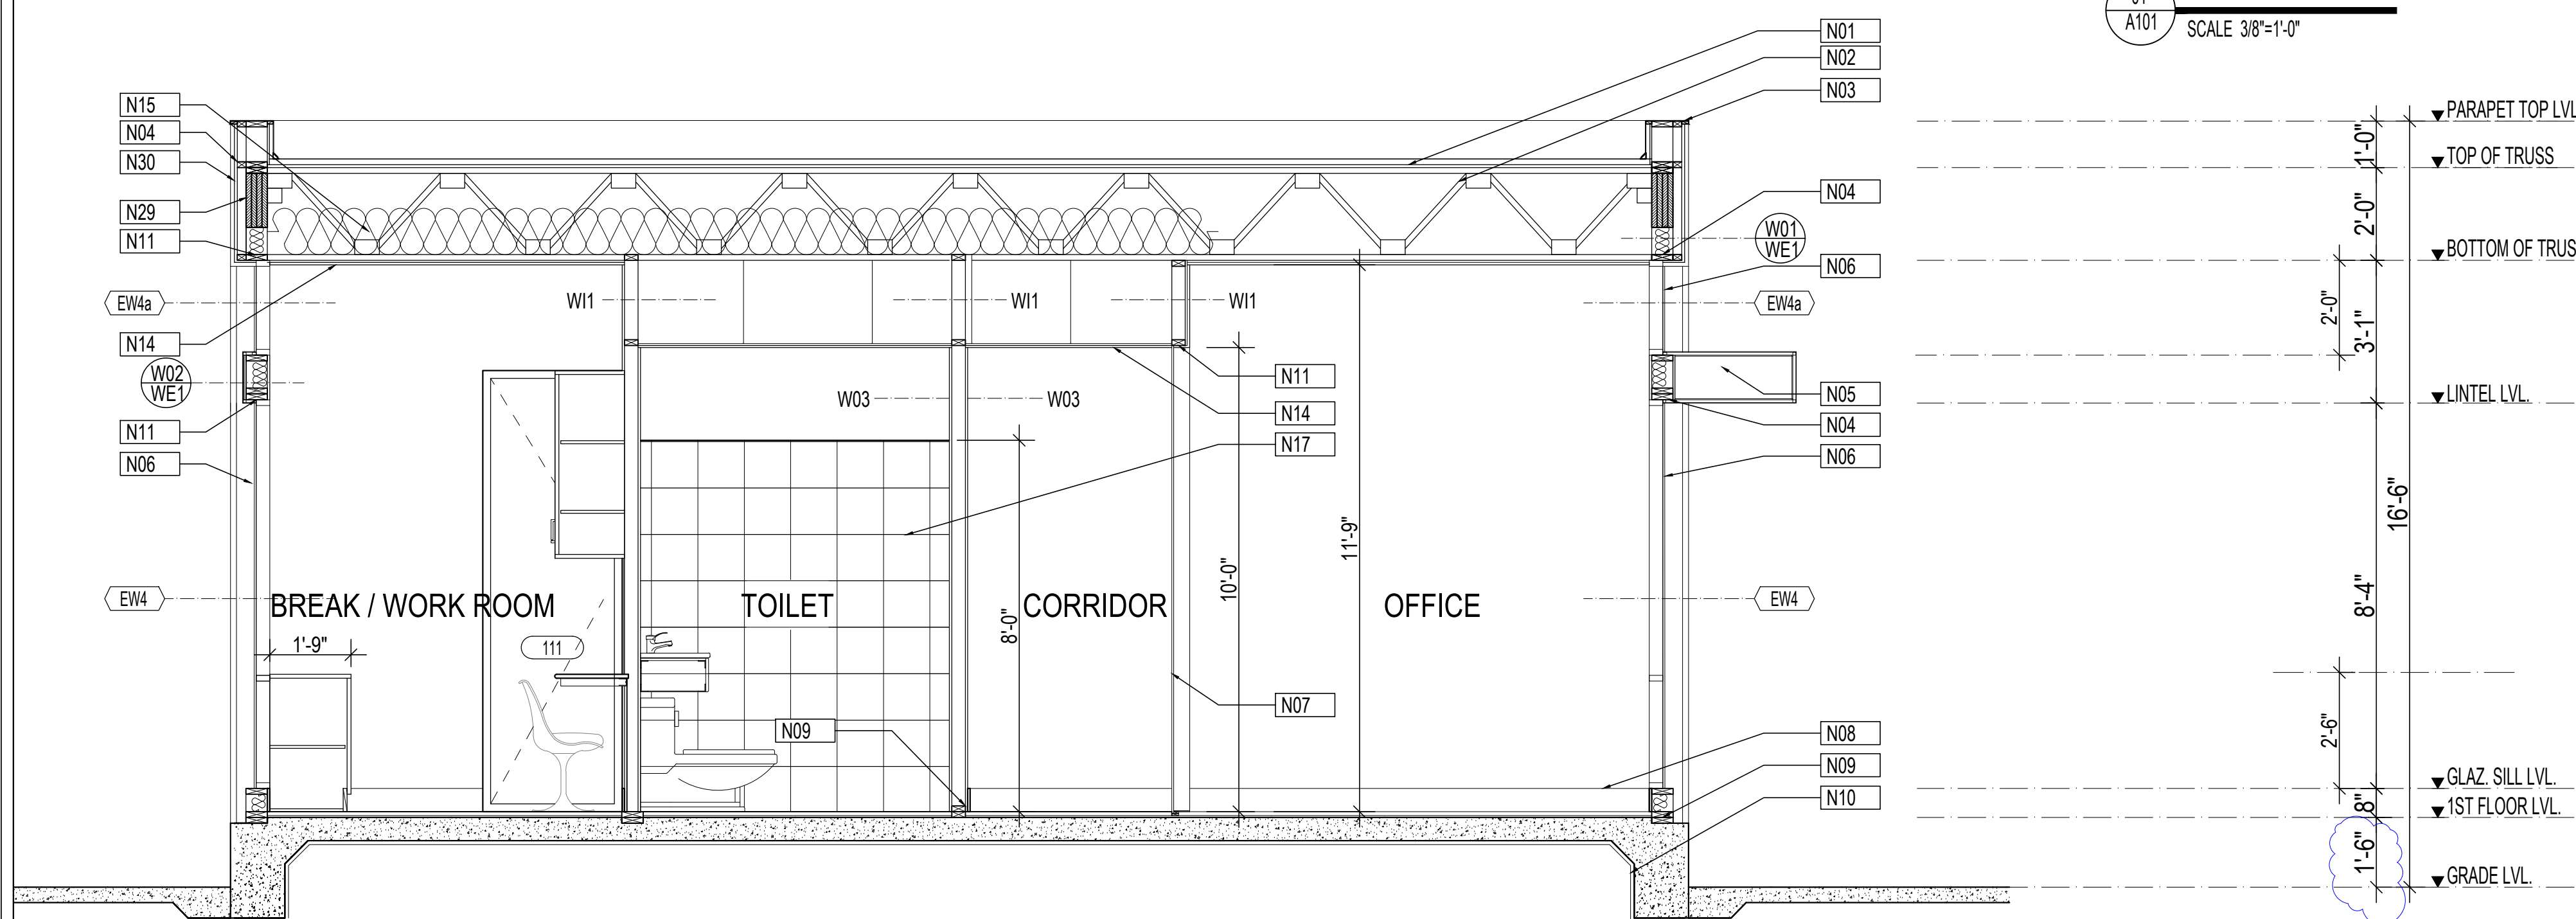 A101
SCALE 3/8"=1'-0"
N01
N02
N03
N15
N04
N30
N29
N11
EW4a
N14
W02
WE1
N11
N06
EW4
WI1
WI1
WI1
W03
W03
N11
N14
N17
N04
W01
WE1
N06
EW4a
N05
N04
N06
EW4
BREAK / WORK ROOM
TOILET
CORRIDOR
OFFICE
1'-9"
111
8'-0"
10'-0"
11'-9"
N09
N07
N08
N09
N10
PARAPET TOP LVL
1'-0"
TOP OF TRUSS
2'-0"
BOTTOM OF TRUS
2'-0"
3'-1"
LINTEL LVL.
16'-6"
8'-4"
2'-6"
GLAZ. SILL LVL.
8"
1ST FLOOR LVL.
1'-6"
GRADE LVL.